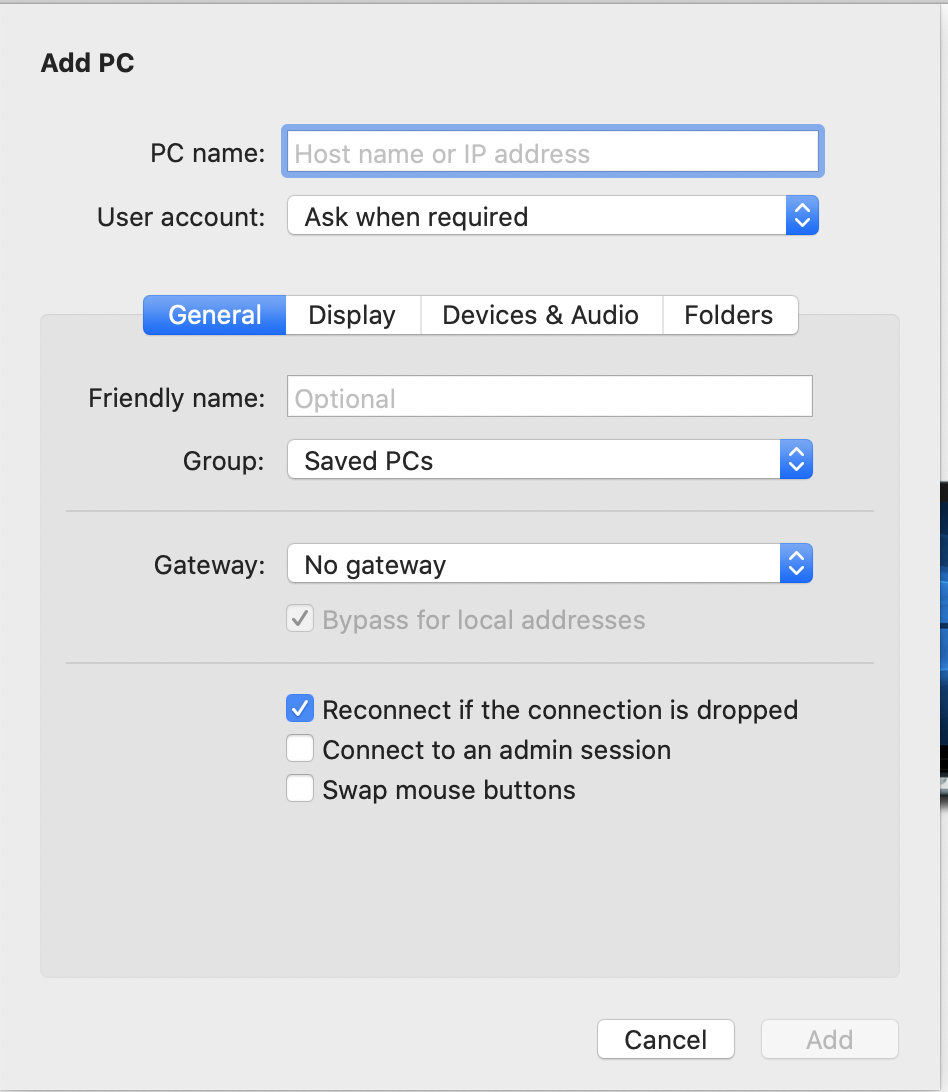 Add PC
PC name: Host name or IP address
User account: Ask when required
General Display Devices & Audio Folders
Friendly name: Optional
Group: Saved PCs
Gateway: No gateway
Bypass for local addresses
Reconnect if the connection is dropped
Connect to an admin session
Swap mouse buttons
Cancel Add